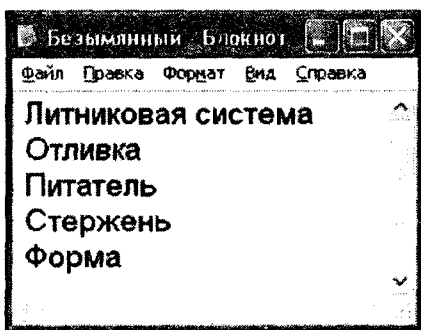 Безымянный - Блокнот
Файл Правка Формат Вид Справка
Литниковая система
Отливка
Питатель
Стержень
Форма